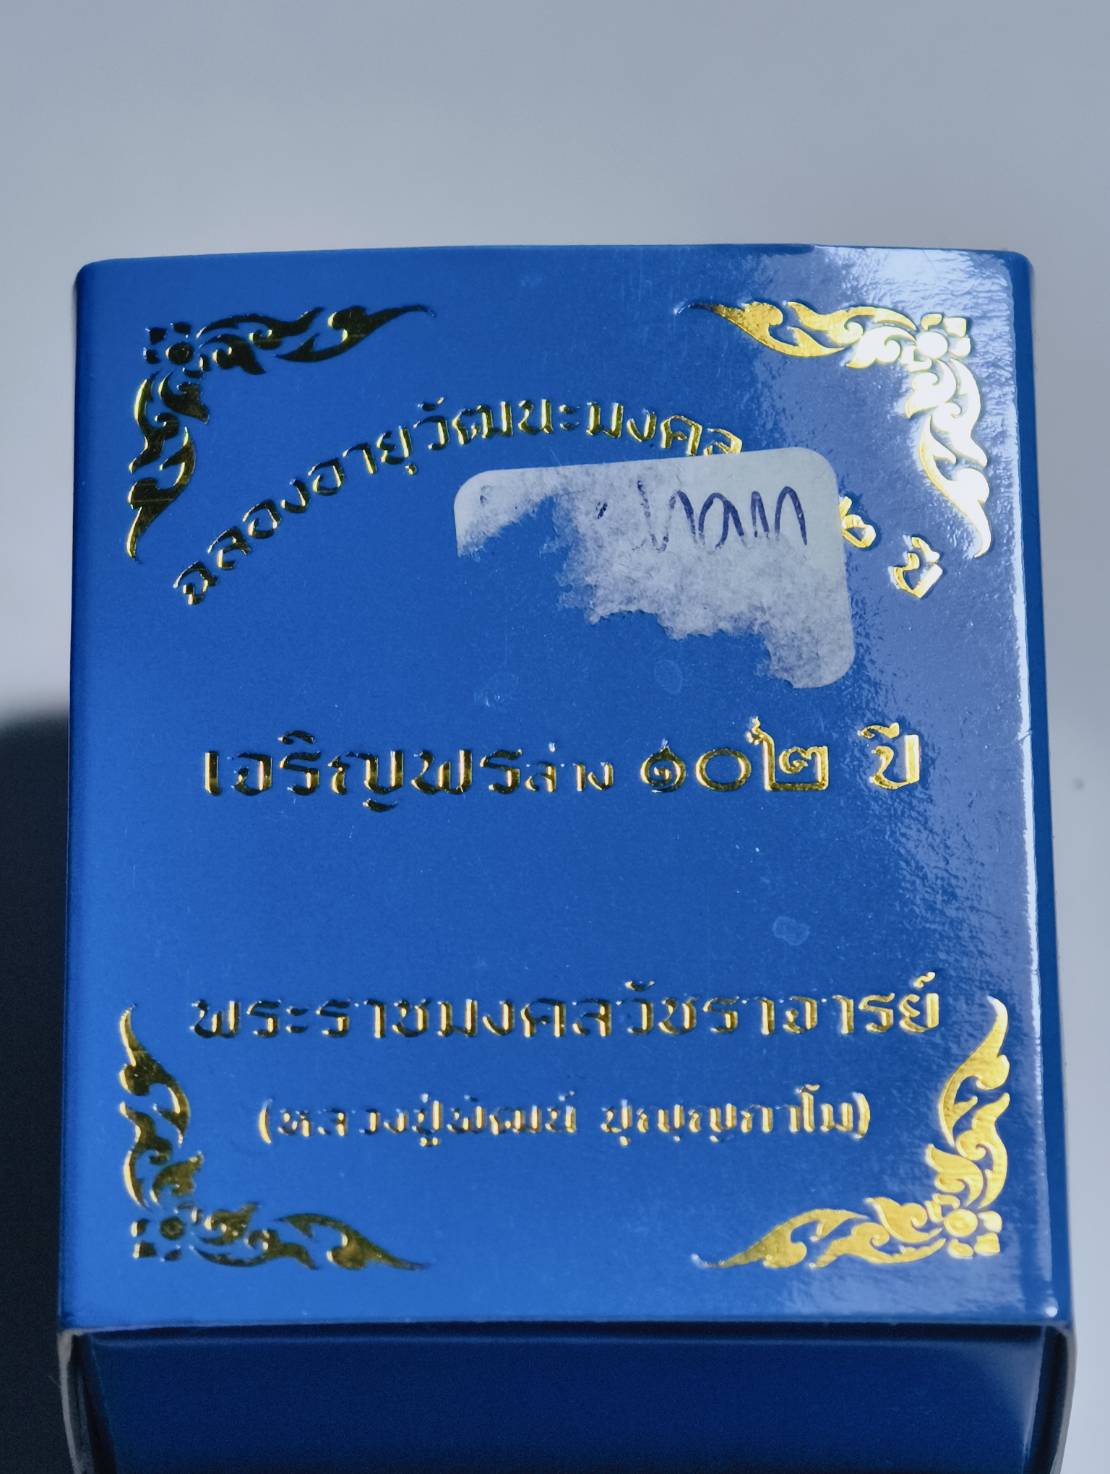 ฉลองอายุวัฒนะมงคล ๒ ปี
เจริญพรล่าง ๑๐๒ ปี
พระราชมงคลวัชราจารย์
(หลวงปู่พัฒน์ ปุญฺญกาโม)